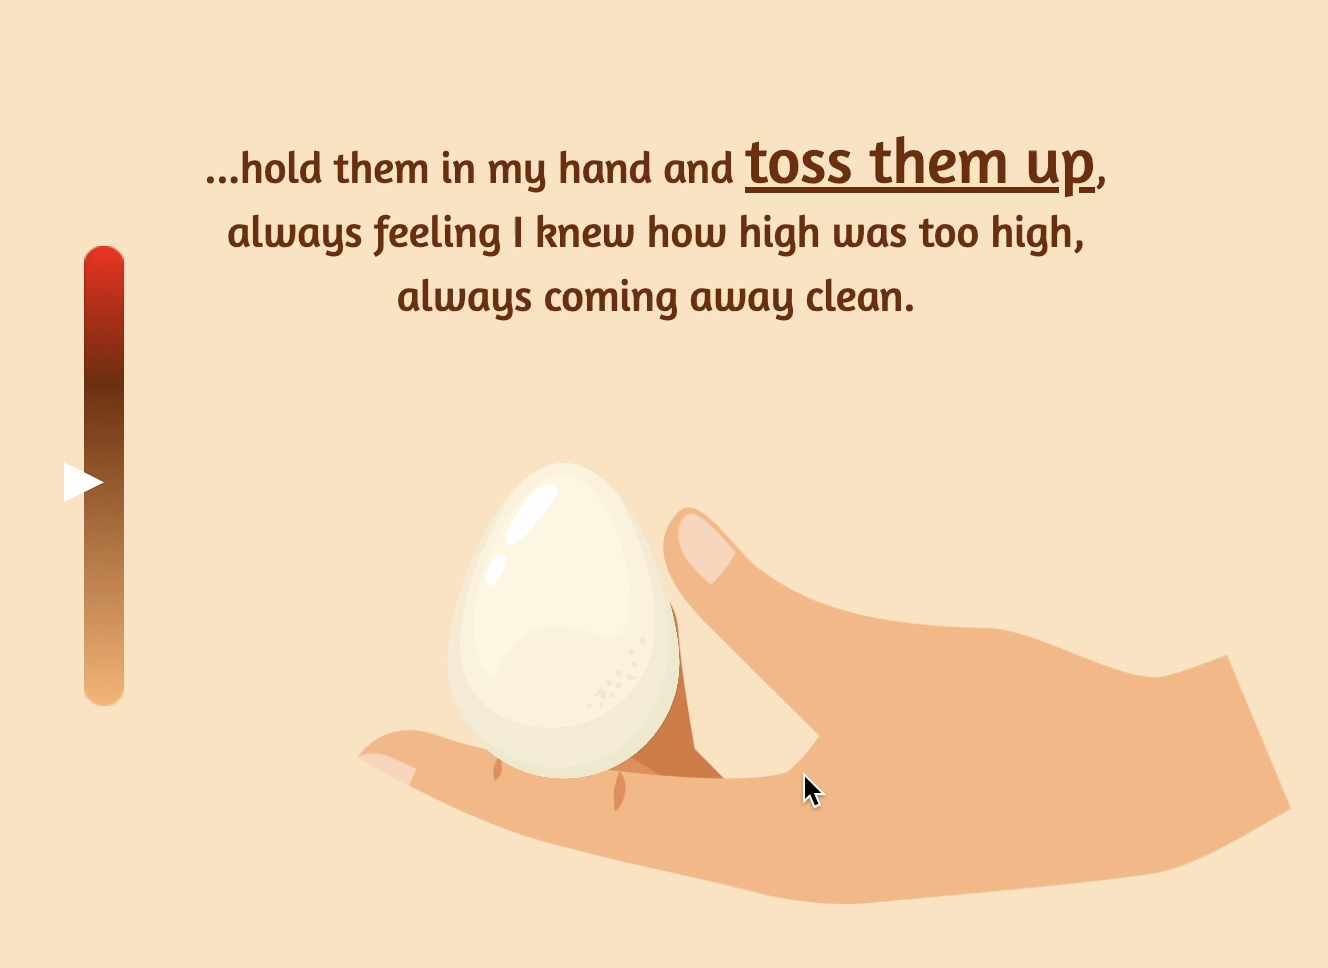 ...hold them in my hand and toss them up,
always feeling I knew how high was too high,
always coming away clean.